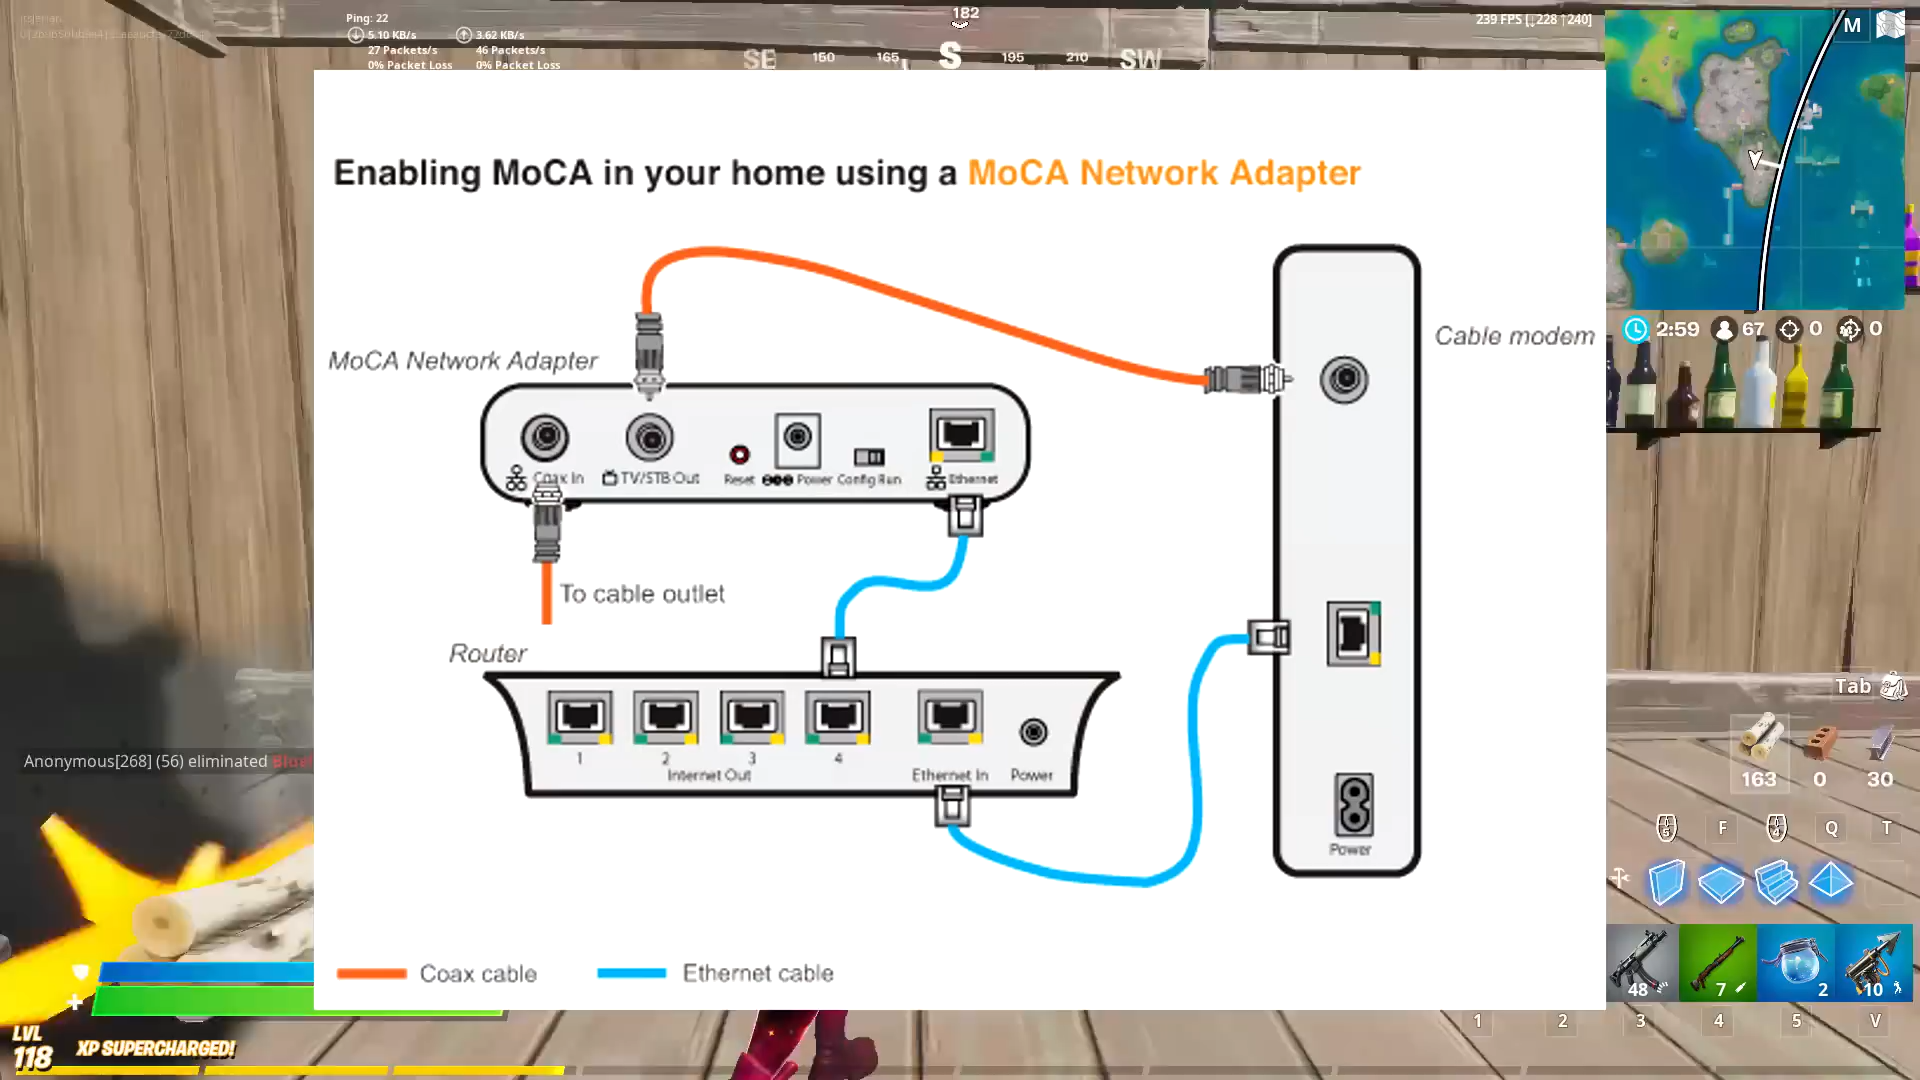 Ping: 22
5.10 KB/s 3.62 KB/s
27 Packets/s 46 Packets/s
0% Packet Loss 0% Packet Loss
182
SE 150 165 S 195 210 SW
239 FPS [↓228 ↑240]
M
Enabling MoCA in your home using a MoCA Network Adapter
MoCA Network Adapter
Cable modem
2:59 67 0 0
Coax In TV/STB Out Reset Power Config Run Ethernet
To cable outlet
Router
1 2 3 4
Internet Out Ethernet In Power
Power
Coax cable Ethernet cable
Anonymous[268] (56) eliminated
Tab
163 0 30
F Q T
48 7 2 10
1 2 3 4 5 V
LVL
118
XP SUPERCHARGED!